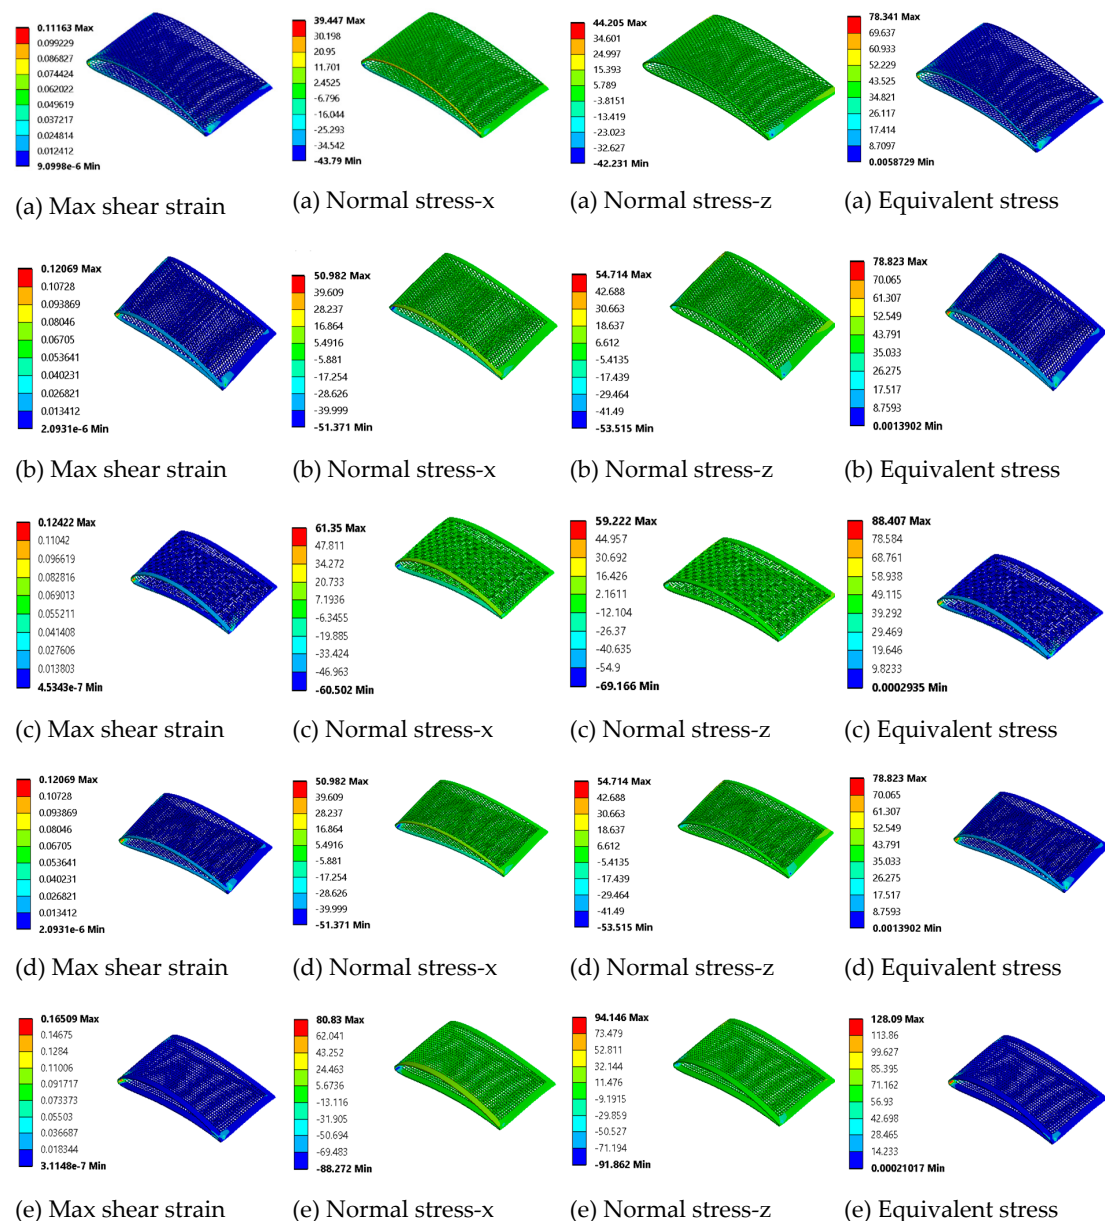 0.11163 Max
0.099229
0.086827
0.074424
0.062022
0.049619
0.037217
0.024814
0.012412
9.0998e-6 Min
(a) Max shear strain
39.447 Max
30.198
20.95
11.701
2.4525
-6.796
-16.044
-25.293
-34.542
-43.79 Min
(a) Normal stress-x
44.205 Max
34.601
24.997
15.393
5.789
-3.8151
-13.419
-23.023
-32.627
-42.231 Min
(a) Normal stress-z
78.341 Max
69.637
60.933
52.229
43.525
34.821
26.117
17.414
8.7097
0.0058729 Min
(a) Equivalent stress
0.12069 Max
0.10728
0.093869
0.08046
0.06705
0.053641
0.040231
0.026821
0.013412
2.0931e-6 Min
(b) Max shear strain
50.982 Max
39.609
28.237
16.864
5.4916
-5.881
-17.254
-28.626
-39.999
-51.371 Min
(b) Normal stress-x
54.714 Max
42.688
30.663
18.637
6.612
-5.4135
-17.439
-29.464
-41.49
-53.515 Min
(b) Normal stress-z
78.823 Max
70.065
61.307
52.549
43.791
35.033
26.275
17.517
8.7593
0.0013902 Min
(b) Equivalent stress
0.12422 Max
0.11042
0.096619
0.082816
0.069013
0.055211
0.041408
0.027606
0.013803
4.5343e-7 Min
(c) Max shear strain
61.35 Max
47.811
34.272
20.733
7.1936
-6.3455
-19.885
-33.424
-46.963
-60.502 Min
(c) Normal stress-x
59.222 Max
44.957
30.692
16.426
2.1611
-12.104
-26.37
-40.635
-54.9
-69.166 Min
(c) Normal stress-z
88.407 Max
78.584
68.761
58.938
49.115
39.292
29.469
19.646
9.8233
0.0002935 Min
(c) Equivalent stress
0.12069 Max
0.10728
0.093869
0.08046
0.06705
0.053641
0.040231
0.026821
0.013412
2.0931e-6 Min
(d) Max shear strain
50.982 Max
39.609
28.237
16.864
5.4916
-5.881
-17.254
-28.626
-39.999
-51.371 Min
(d) Normal stress-x
54.714 Max
42.688
30.663
18.637
6.612
-5.4135
-17.439
-29.464
-41.49
-53.515 Min
(d) Normal stress-z
78.823 Max
70.065
61.307
52.549
43.791
35.033
26.275
17.517
8.7593
0.0013902 Min
(d) Equivalent stress
0.16509 Max
0.14675
0.1284
0.11006
0.091717
0.073373
0.05503
0.036687
0.018344
3.1148e-7 Min
(e) Max shear strain
80.83 Max
62.041
43.252
24.463
5.6736
-13.116
-31.905
-50.694
-69.483
-88.272 Min
(e) Normal stress-x
94.146 Max
73.479
52.811
32.144
11.476
-9.1915
-29.859
-50.527
-71.194
-91.862 Min
(e) Normal stress-z
128.09 Max
113.86
99.627
85.395
71.162
56.93
42.698
28.465
14.233
0.00021017 Min
(e) Equivalent stress